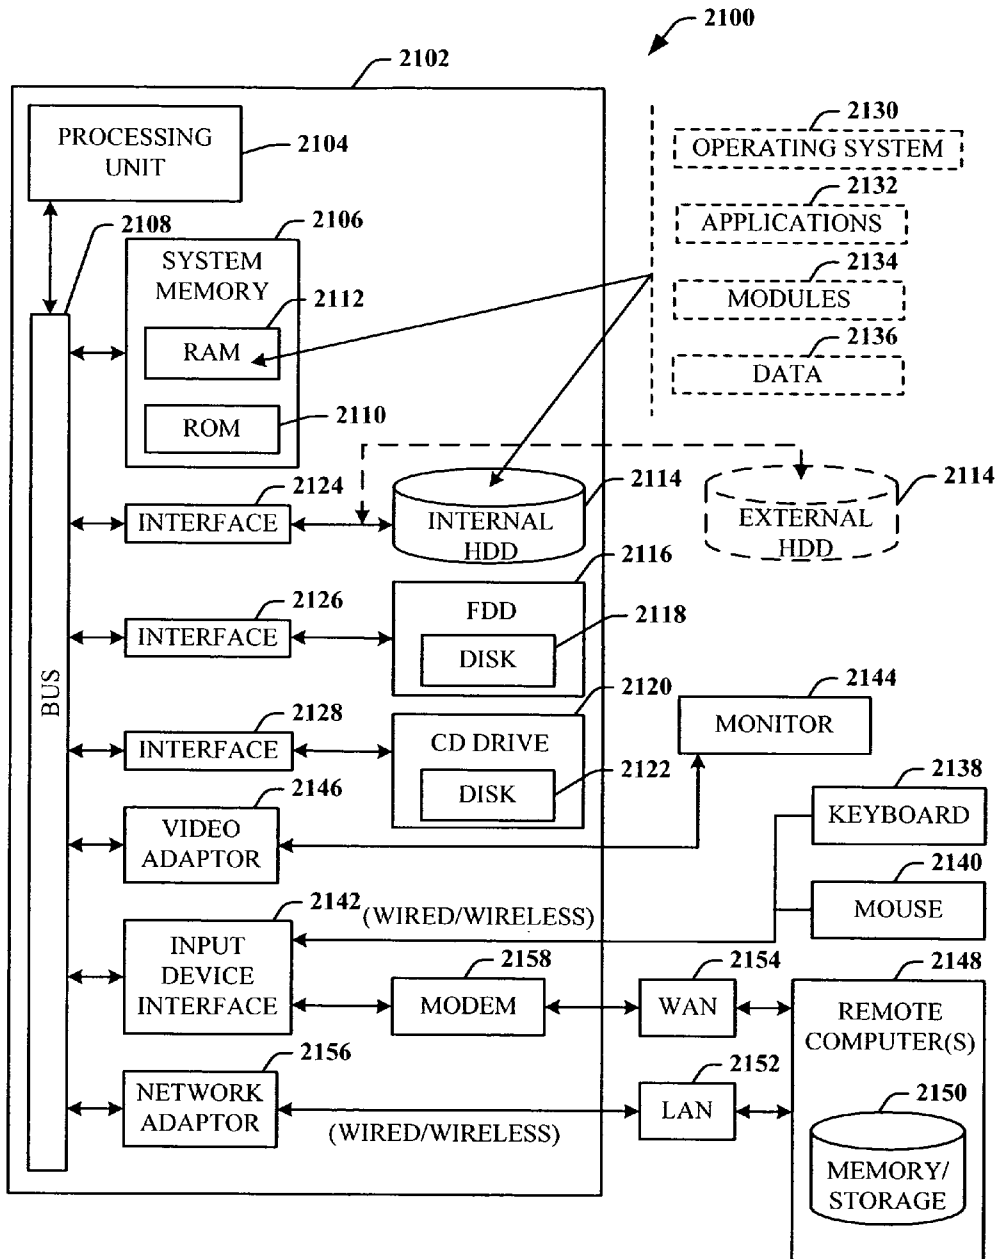 2100
2102
PROCESSING
UNIT
2104
2130
OPERATING SYSTEM
2132
APPLICATIONS
2134
MODULES
2136
DATA
2108
2106
SYSTEM
MEMORY
2112
RAM
2110
ROM
2124
INTERFACE
2114
INTERNAL
HDD
2114
EXTERNAL
HDD
2116
FDD
2126
INTERFACE
2118
DISK
BUS
2120
CD DRIVE
2128
INTERFACE
2122
DISK
2144
MONITOR
2146
VIDEO
ADAPTOR
2138
KEYBOARD
2140
MOUSE
2142
(WIRED/WIRELESS)
INPUT
DEVICE
INTERFACE
2158
MODEM
2154
WAN
2148
REMOTE
COMPUTER(S)
2156
NETWORK
ADAPTOR
(WIRED/WIRELESS)
2152
LAN
2150
MEMORY/
STORAGE